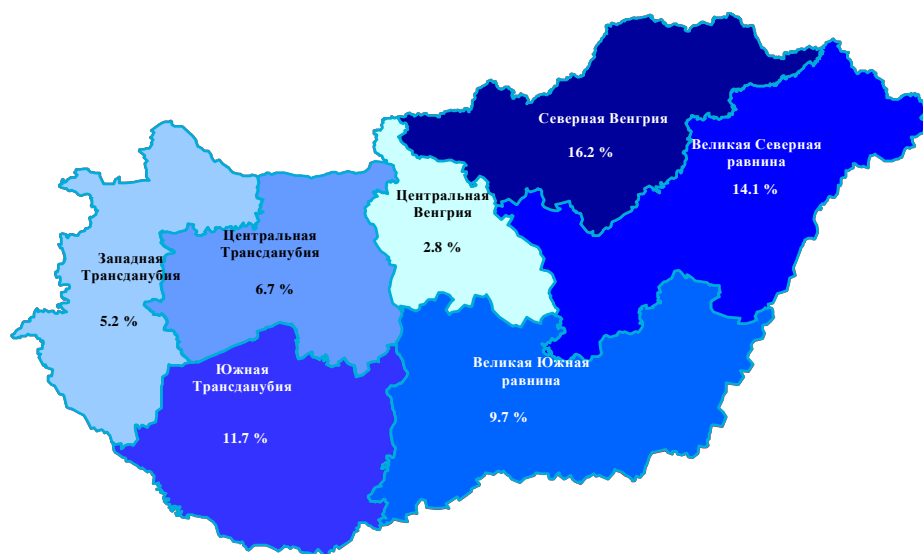 Северная Венгрия
16.2 %
Великая Северная
равнина
14.1 %
Центральная
Венгрия
2.8 %
Центральная
Трансданубия
6.7 %
Западная
Трансданубия
5.2 %
Южная
Трансданубия
11.7 %
Великая Южная
равнина
9.7 %